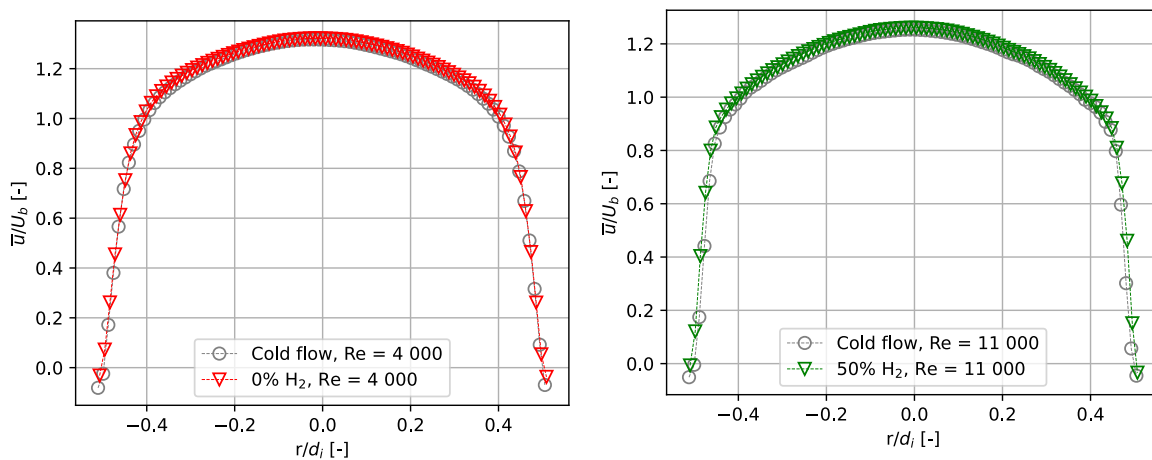 1.2
1.0
0.8
0.6
0.4
0.2
0.0
u̅/U_b [-]
Cold flow, Re = 4 000
0% H₂, Re = 4 000
−0.4 −0.2 0.0 0.2 0.4
r/d_i [-]
1.2
1.0
0.8
0.6
0.4
0.2
0.0
u̅/U_b [-]
Cold flow, Re = 11 000
50% H₂, Re = 11 000
−0.4 −0.2 0.0 0.2 0.4
r/d_i [-]